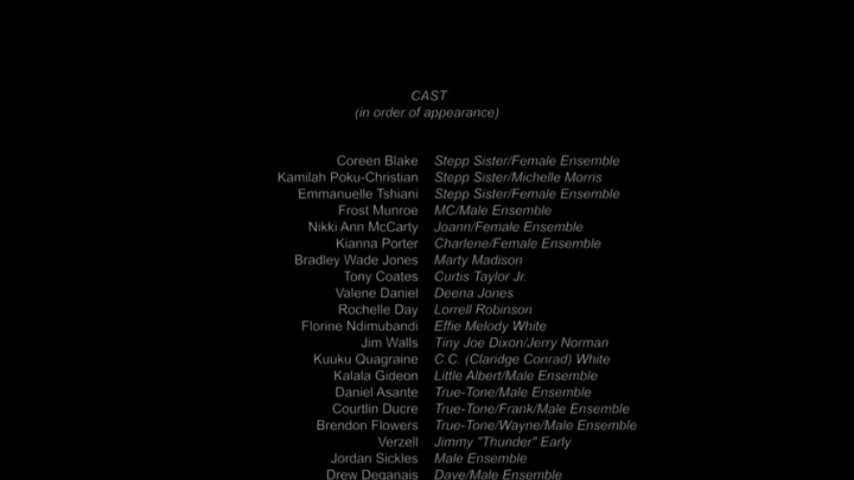 CAST
(in order of appearance)
Coreen Blake Stepp Sister/Female Ensemble
Kamilah Poku-Christian Stepp Sister/Michelle Morris
Emmanuelle Tshiani Stepp Sister/Female Ensemble
Frost Munroe MC/Male Ensemble
Nikki Ann McCarty Joann/Female Ensemble
Kianna Porter Charlene/Female Ensemble
Bradley Wade Jones Marty Madison
Tony Coates Curtis Taylor Jr.
Valene Daniel Deena Jones
Rochelle Day Lorrell Robinson
Florine Ndimubandi Effie Melody White
Jim Walls Tiny Joe Dixon/Jerry Norman
Kuuku Quagraine C.C. (Claridge Conrad) White
Kalala Gideon Little Albert/Male Ensemble
Daniel Asante True-Tone/Male Ensemble
Courtlin Ducre True-Tone/Frank/Male Ensemble
Brendon Flowers True-Tone/Wayne/Male Ensemble
Verzell Jimmy "Thunder" Early
Jordan Sickles Male Ensemble
Drew Deganais Dave/Male Ensemble